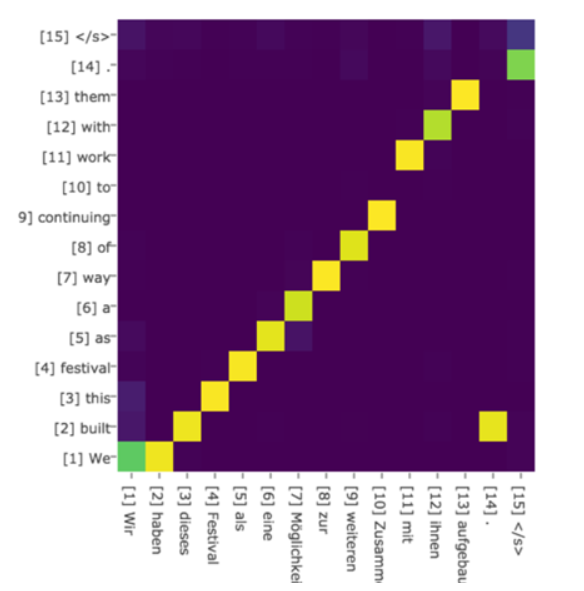 [15] </s>
[14] .
[13] them
[12] with
[11] work
[10] to
9] continuing
[8] of
[7] way
[6] a
[5] as
[4] festival
[3] this
[2] built
[1] We
[1] Wir
[2] haben
[3] dieses
[4] Festival
[5] als
[6] eine
[7] Möglichkei
[8] zur
[9] weiteren
[10] Zusamm
[11] mit
[12] ihnen
[13] aufgebau
[14] .
[15] </s>